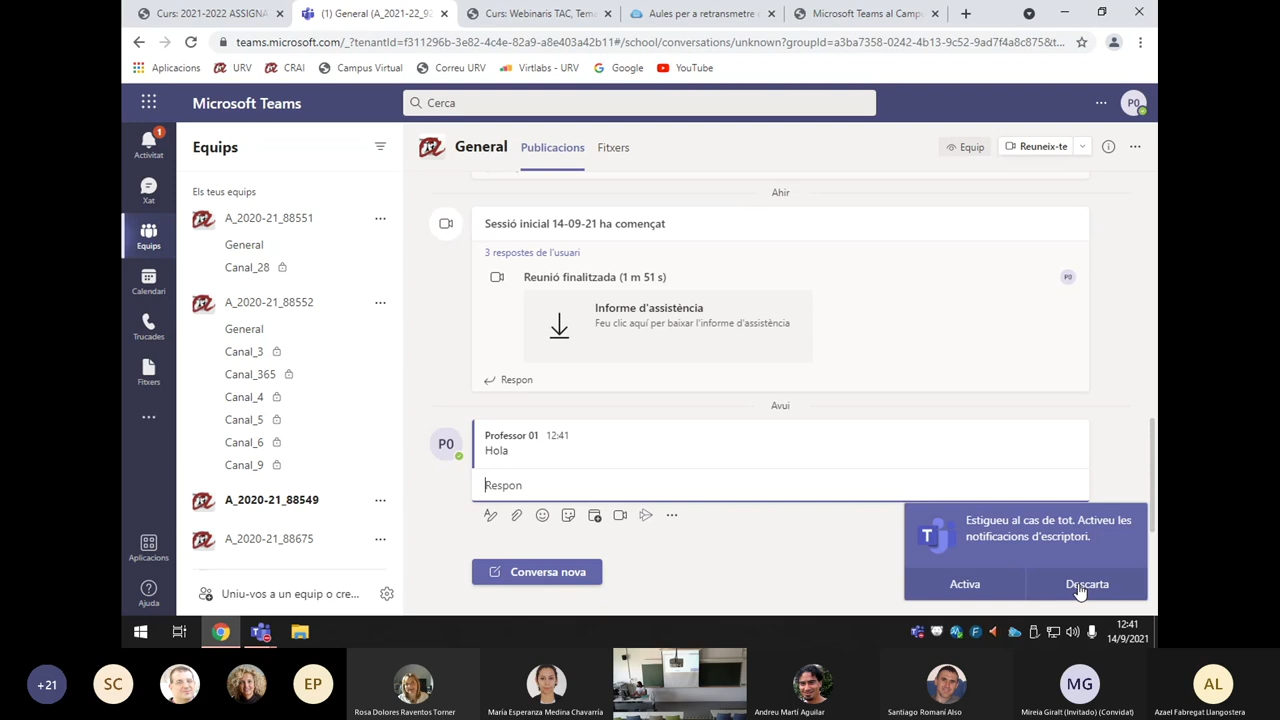 Curs: 2021-2022 ASSIGNA
(1) General (A_2021-22_92
Curs: Webinaris TAC, Tema
Aules per a retransmetre
Microsoft Teams al Camp
teams.microsoft.com/_?tenantId=f311296b-3e82-4c4e-82a9-a8e403a42b11#/school/conversations/unknown?groupId=a3ba7358-0242-4b13-9c52-9ad7f4a8c875&t...
Aplicacions
URV
CRAI
Campus Virtual
Correu URV
Virtlabs - URV
Google
YouTube
Microsoft Teams
Cerca
P0
1
Activitat
Xat
Equips
Calendari
Trucades
Fitxers
Aplicacions
Ajuda
Equips
Els teus equips
A_2020-21_88551
General
Canal_28
A_2020-21_88552
General
Canal_3
Canal_365
Canal_4
Canal_5
Canal_6
Canal_9
A_2020-21_88549
A_2020-21_88675
Uniu-vos a un equip o cre...
General
Publicacions
Fitxers
Equip
Reuneix-te
Ahir
Sessió inicial 14-09-21 ha començat
3 respostes de l'usuari
Reunió finalitzada (1 m 51 s)
P0
Informe d'assistència
Feu clic aquí per baixar l'informe d'assistència
Respon
Avui
P0
Professor 01 12:41
Hola
Respon
Conversa nova
Estigueu al cas de tot. Activeu les
notificacions d'escriptori.
Activa
Descarta
12:41
14/9/2021
+21
SC
EP
Rosa Dolores Raventos Torner
Maria Esperanza Medina Chavarria
Andreu Martí Aguilar
Santiago Romaní Also
MG
Mireia Giralt (Invitado) (Convidat)
AL
Azael Fabregat Llangostera